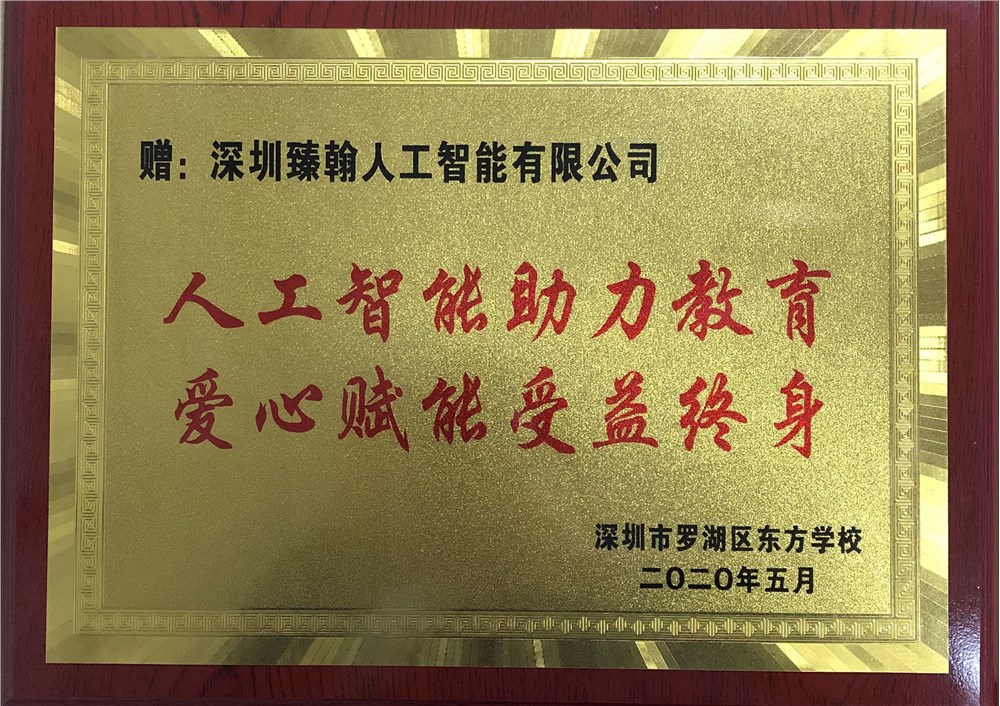 赠：深圳臻翰人工智能有限公司
人工智能助力教育
爱心赋能受益终身
深圳市罗湖区东方学校
二〇二〇年五月